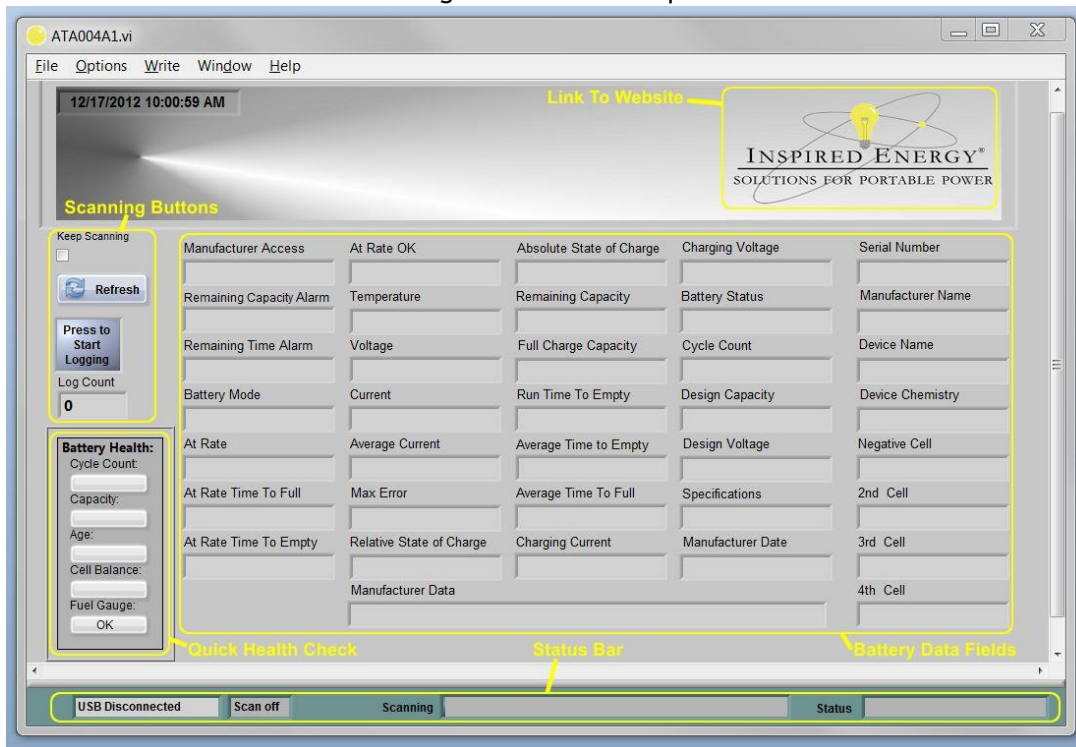 ATA004A1.vi
File Options Write Window Help
12/17/2012 10:00:59 AM
Link To Website
INSPIRED ENERGY®
SOLUTIONS FOR PORTABLE POWER
Scanning Buttons
Keep Scanning
Refresh
Press to
Start
Logging
Log Count
0
Manufacturer Access At Rate OK Absolute State of Charge Charging Voltage Serial Number
Remaining Capacity Alarm Temperature Remaining Capacity Battery Status Manufacturer Name
Remaining Time Alarm Voltage Full Charge Capacity Cycle Count Device Name
Battery Mode Current Run Time To Empty Design Capacity Device Chemistry
At Rate Average Current Average Time to Empty Design Voltage Negative Cell
At Rate Time To Full Max Error Average Time To Full Specifications 2nd Cell
At Rate Time To Empty Relative State of Charge Charging Current Manufacturer Date 3rd Cell
Manufacturer Data 4th Cell
Battery Health:
Cycle Count:
Capacity:
Age:
Cell Balance:
Fuel Gauge:
OK
Quick Health Check Status Bar Battery Data Fields
USB Disconnected Scan off Scanning Status